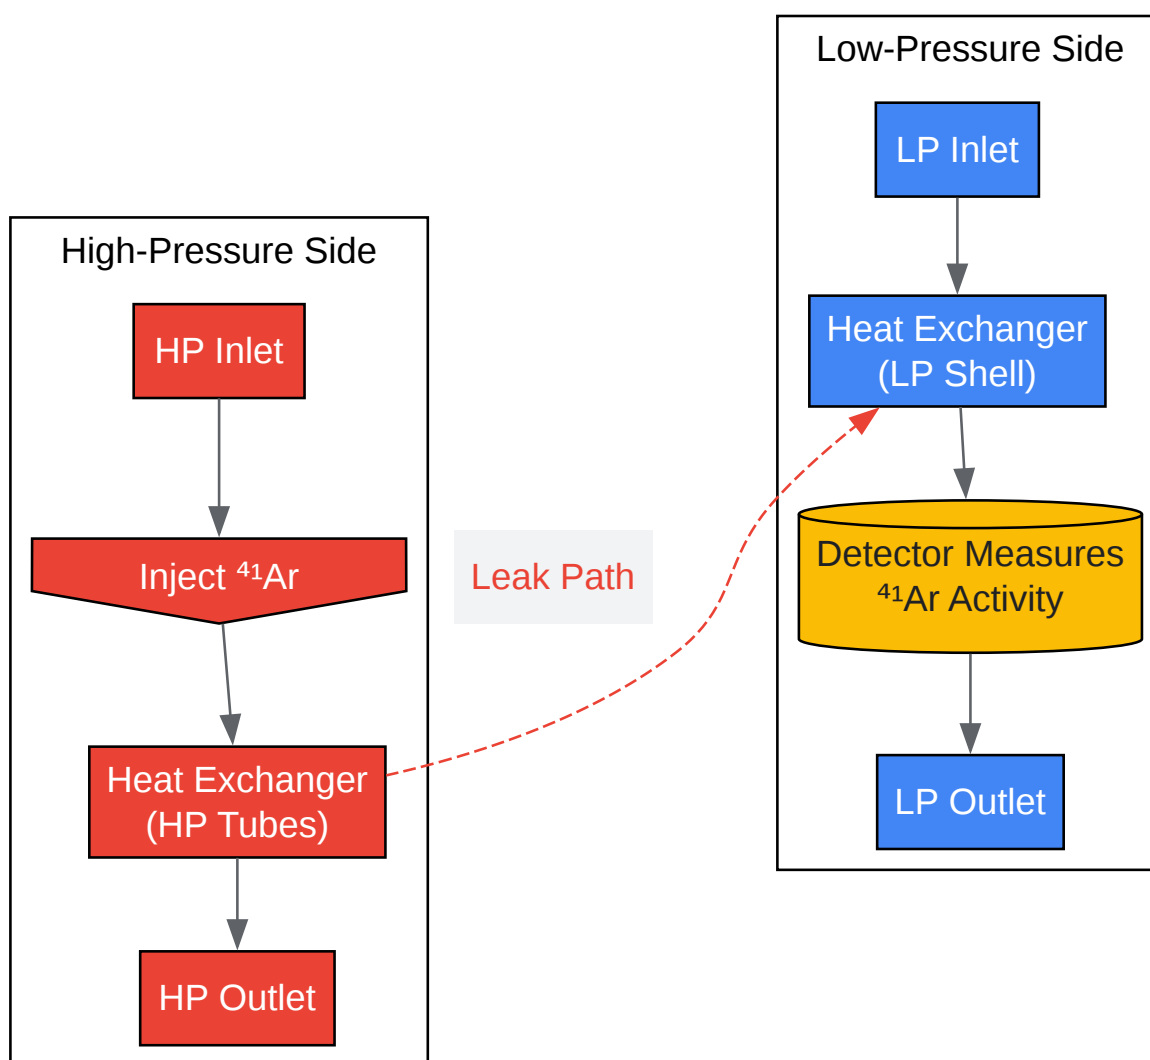 High-Pressure Side
HP Inlet
Inject ⁴¹Ar
Heat Exchanger
(HP Tubes)
HP Outlet
Leak Path
Low-Pressure Side
LP Inlet
Heat Exchanger
(LP Shell)
Detector Measures
⁴¹Ar Activity
LP Outlet